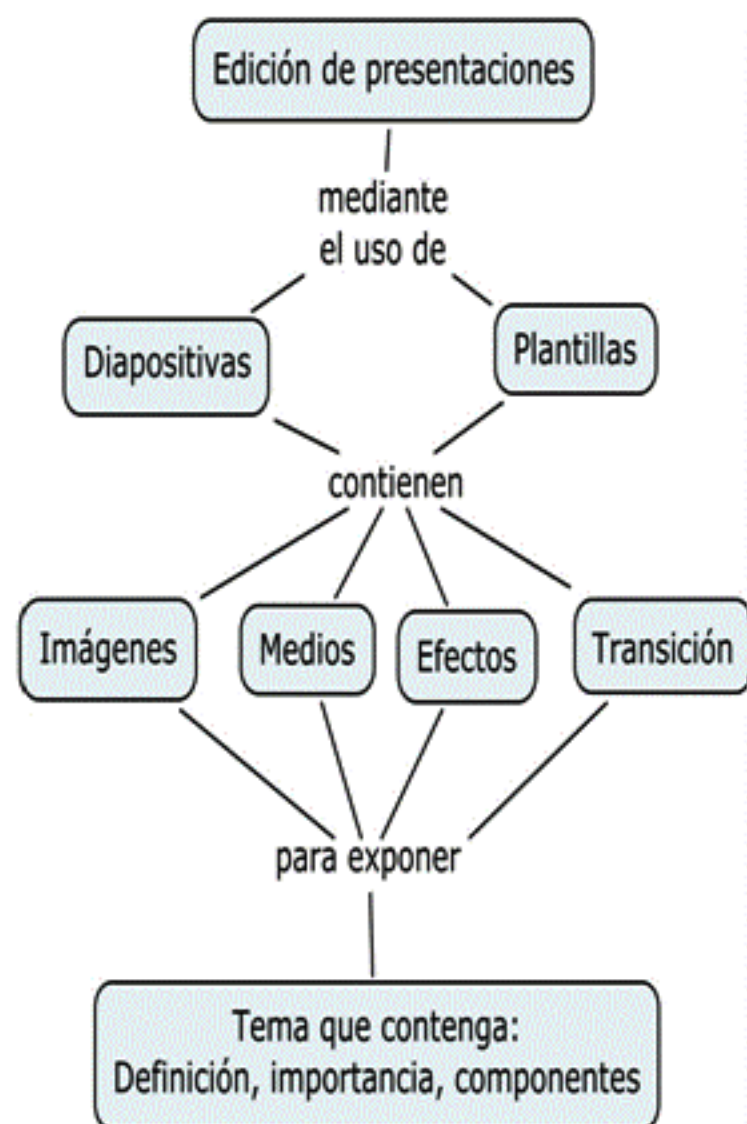 Edición de presentaciones
mediante
el uso de
Diapositivas
Plantillas
contienen
Imágenes
Medios
Efectos
Transición
para exponer
Tema que contenga:
Definición, importancia, componentes